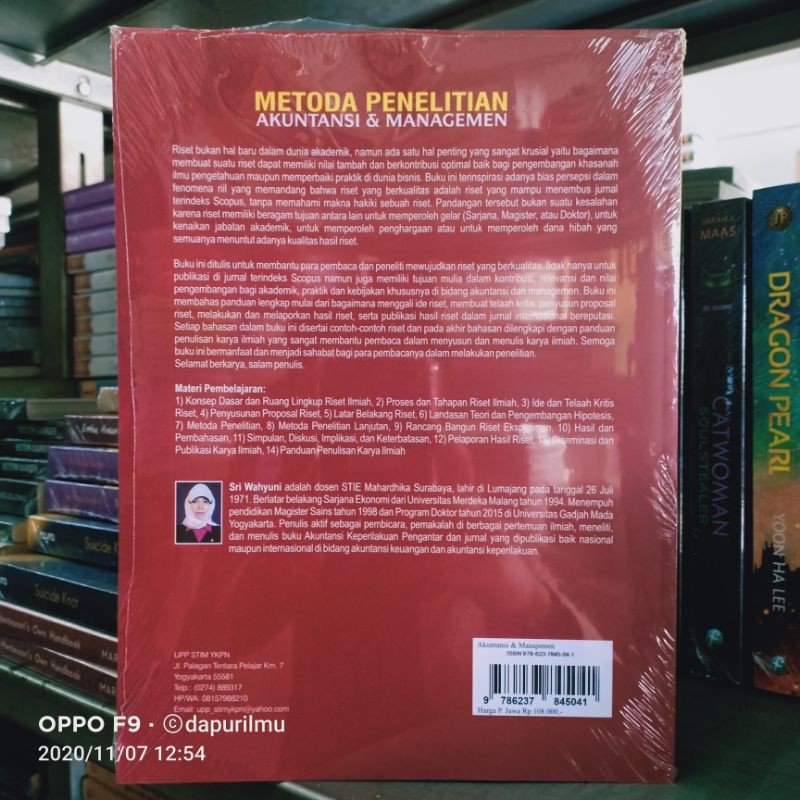 METODA PENELITIAN
AKUNTANSI & MANAGEMEN
Riset bukan hal baru dalam dunia akademik, namun ada satu hal penting yang sangat krusial yaitu bagaimana
membuat suatu riset dapat memiliki nilai tambah dan berkontribusi optimal baik bagi pengembangan khasanah
ilmu pengetahuan maupun memperbaiki praktik di dunia bisnis. Buku ini terinspirasi adanya bias persepsi dalam
fenomena riil yang memandang bahwa riset yang berkualitas adalah riset yang mampu menembus jurnal
terindeks Scopus, tanpa memahami makna hakiki sebuah riset. Pandangan tersebut bukan suatu kesalahan
karena riset memiliki beragam tujuan antara lain untuk memperoleh gelar (Sarjana, Magister, atau Doktor), untuk
kenaikan jabatan akademik, untuk memperoleh penghargaan atau untuk memperoleh dana hibah yang
semuanya menuntut adanya kualitas hasil riset.
Buku ini ditulis untuk membantu para pembaca dan peneliti mewujudkan riset yang berkualitas, tidak hanya untuk
publikasi di jurnal terindeks Scopus namun juga memiliki tujuan mulia dalam kontribusi, relevansi dan nilai
pengembangan bagi akademik, praktik dan kebijakan khususnya di bidang akuntansi dan managemen. Buku ini
membahas panduan lengkap mulai dari bagaimana menggali ide riset, membuat telaah kritis, penyusun proposal
riset, melakukan dan melaporkan hasil riset, serta publikasi hasil riset dalam jurnal internasional bereputasi.
Setiap bahasan dalam buku ini disertai contoh-contoh riset dan pada akhir bahasan dilengkapi dengan panduan
penulisan karya ilmiah yang sangat membantu pembaca dalam menyusun dan menulis karya ilmiah. Semoga
buku ini bermanfaat dan menjadi sahabat bagi para pembacanya dalam melakukan penelitian.
Selamat berkarya, salam penulis.
Materi Pembelajaran:
1) Konsep Dasar dan Ruang Lingkup Riset Ilmiah, 2) Proses dan Tahapan Riset Ilmiah, 3) Ide dan Telaah Kritis
Riset, 4) Penyusunan Proposal Riset, 5) Latar Belakang Riset, 6) Landasan Teori dan Pengembangan Hipotesis,
7) Metoda Penelitian, 8) Metoda Penelitian Lanjutan, 9) Rancang Bangun Riset Eksperimen, 10) Hasil dan
Pembahasan, 11) Simpulan, Diskusi, Implikasi, dan Keterbatasan, 12) Pelaporan Hasil Riset, 13) Diseminasi dan
Publikasi Karya Ilmiah, 14) Panduan Penulisan Karya Ilmiah
Sri Wahyuni adalah dosen STIE Mahardhika Surabaya, lahir di Lumajang pada tanggal 26 Juli
1971. Berlatar belakang Sarjana Ekonomi dari Universitas Merdeka Malang tahun 1994. Menempuh
pendidikan Magister Sains tahun 1998 dan Program Doktor tahun 2015 di Universitas Gadjah Mada
Yogyakarta. Penulis aktif sebagai pembicara, pemakalah di berbagai pertemuan ilmiah, meneliti,
dan menulis buku Akuntansi Keperilakuan Pengantar dan jurnal yang dipublikasi baik nasional
maupun internasional di bidang akuntansi keuangan dan akuntansi keperilakuan.
UPP STIM YKPN
Jl. Palagan Tentara Pelajar Km. 7
Yogyakarta 55581
Telp : (0274) 889317
HP/WA: 08157988210
Email: upp_stimykpn@yahoo.com
Akuntansi & Manajemen
ISBN 978-623-7845-04-1
9 786237 845041
Harga P. Jawa Rp 108.000,-
SARAH J.
MAAS
CATWOMAN
SOULSTEALER
DRAGON PEARL
YOON HA LEE
Suicide Knot
Suicide Knot
Montessori's Own Handbook
MAR
Montessori's Own Handbook
MAR
OPPO F9 · ©dapurilmu
2020/11/07 12:54